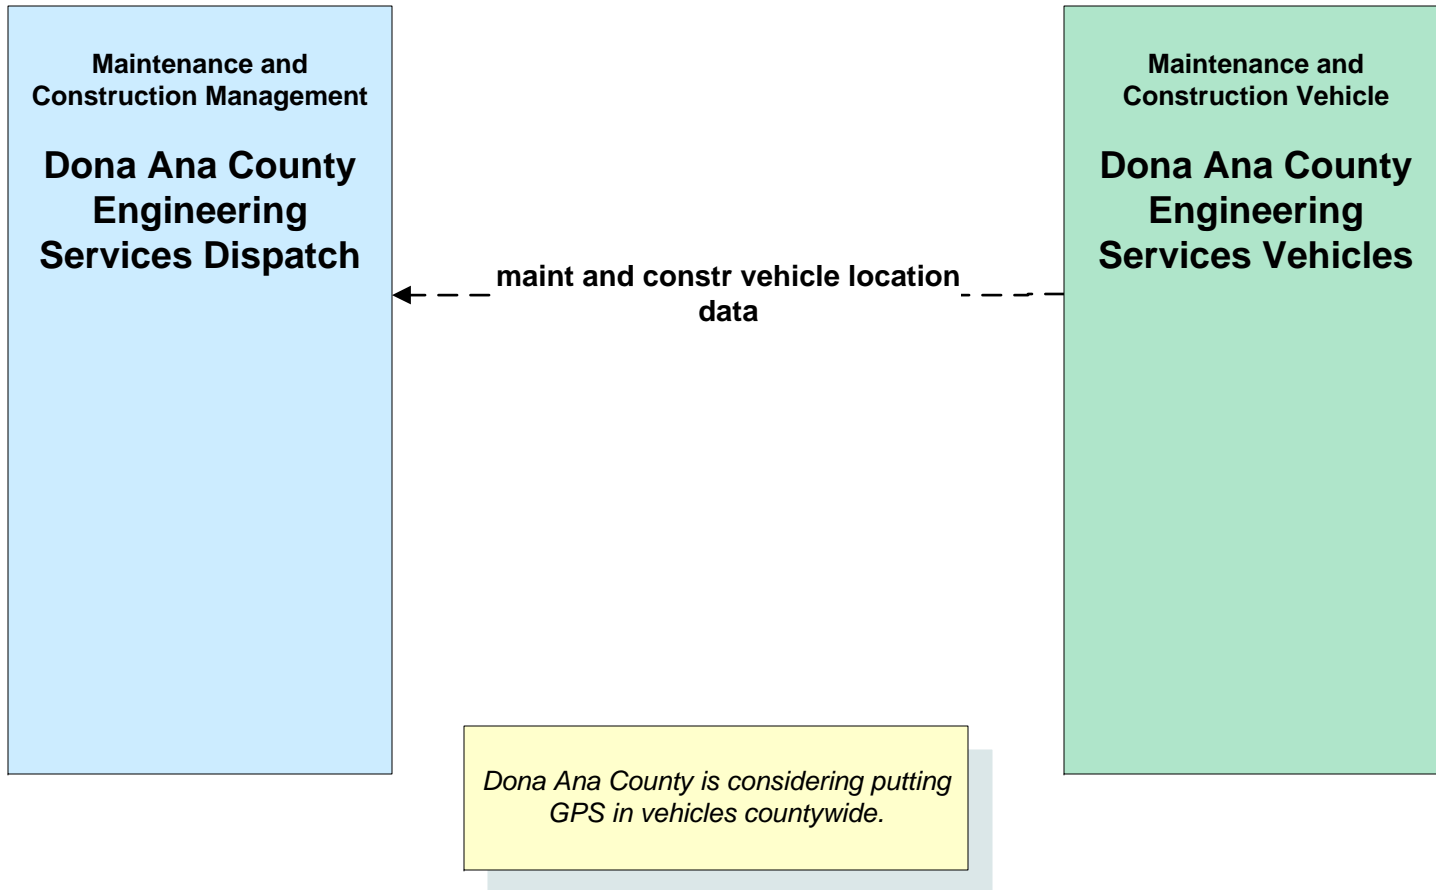 Maintenance and
Construction Management
Dona Ana County
Engineering
Services Dispatch
maint and constr vehicle location
data
Maintenance and
Construction Vehicle
Dona Ana County
Engineering
Services Vehicles
Dona Ana County is considering putting
GPS in vehicles countywide.